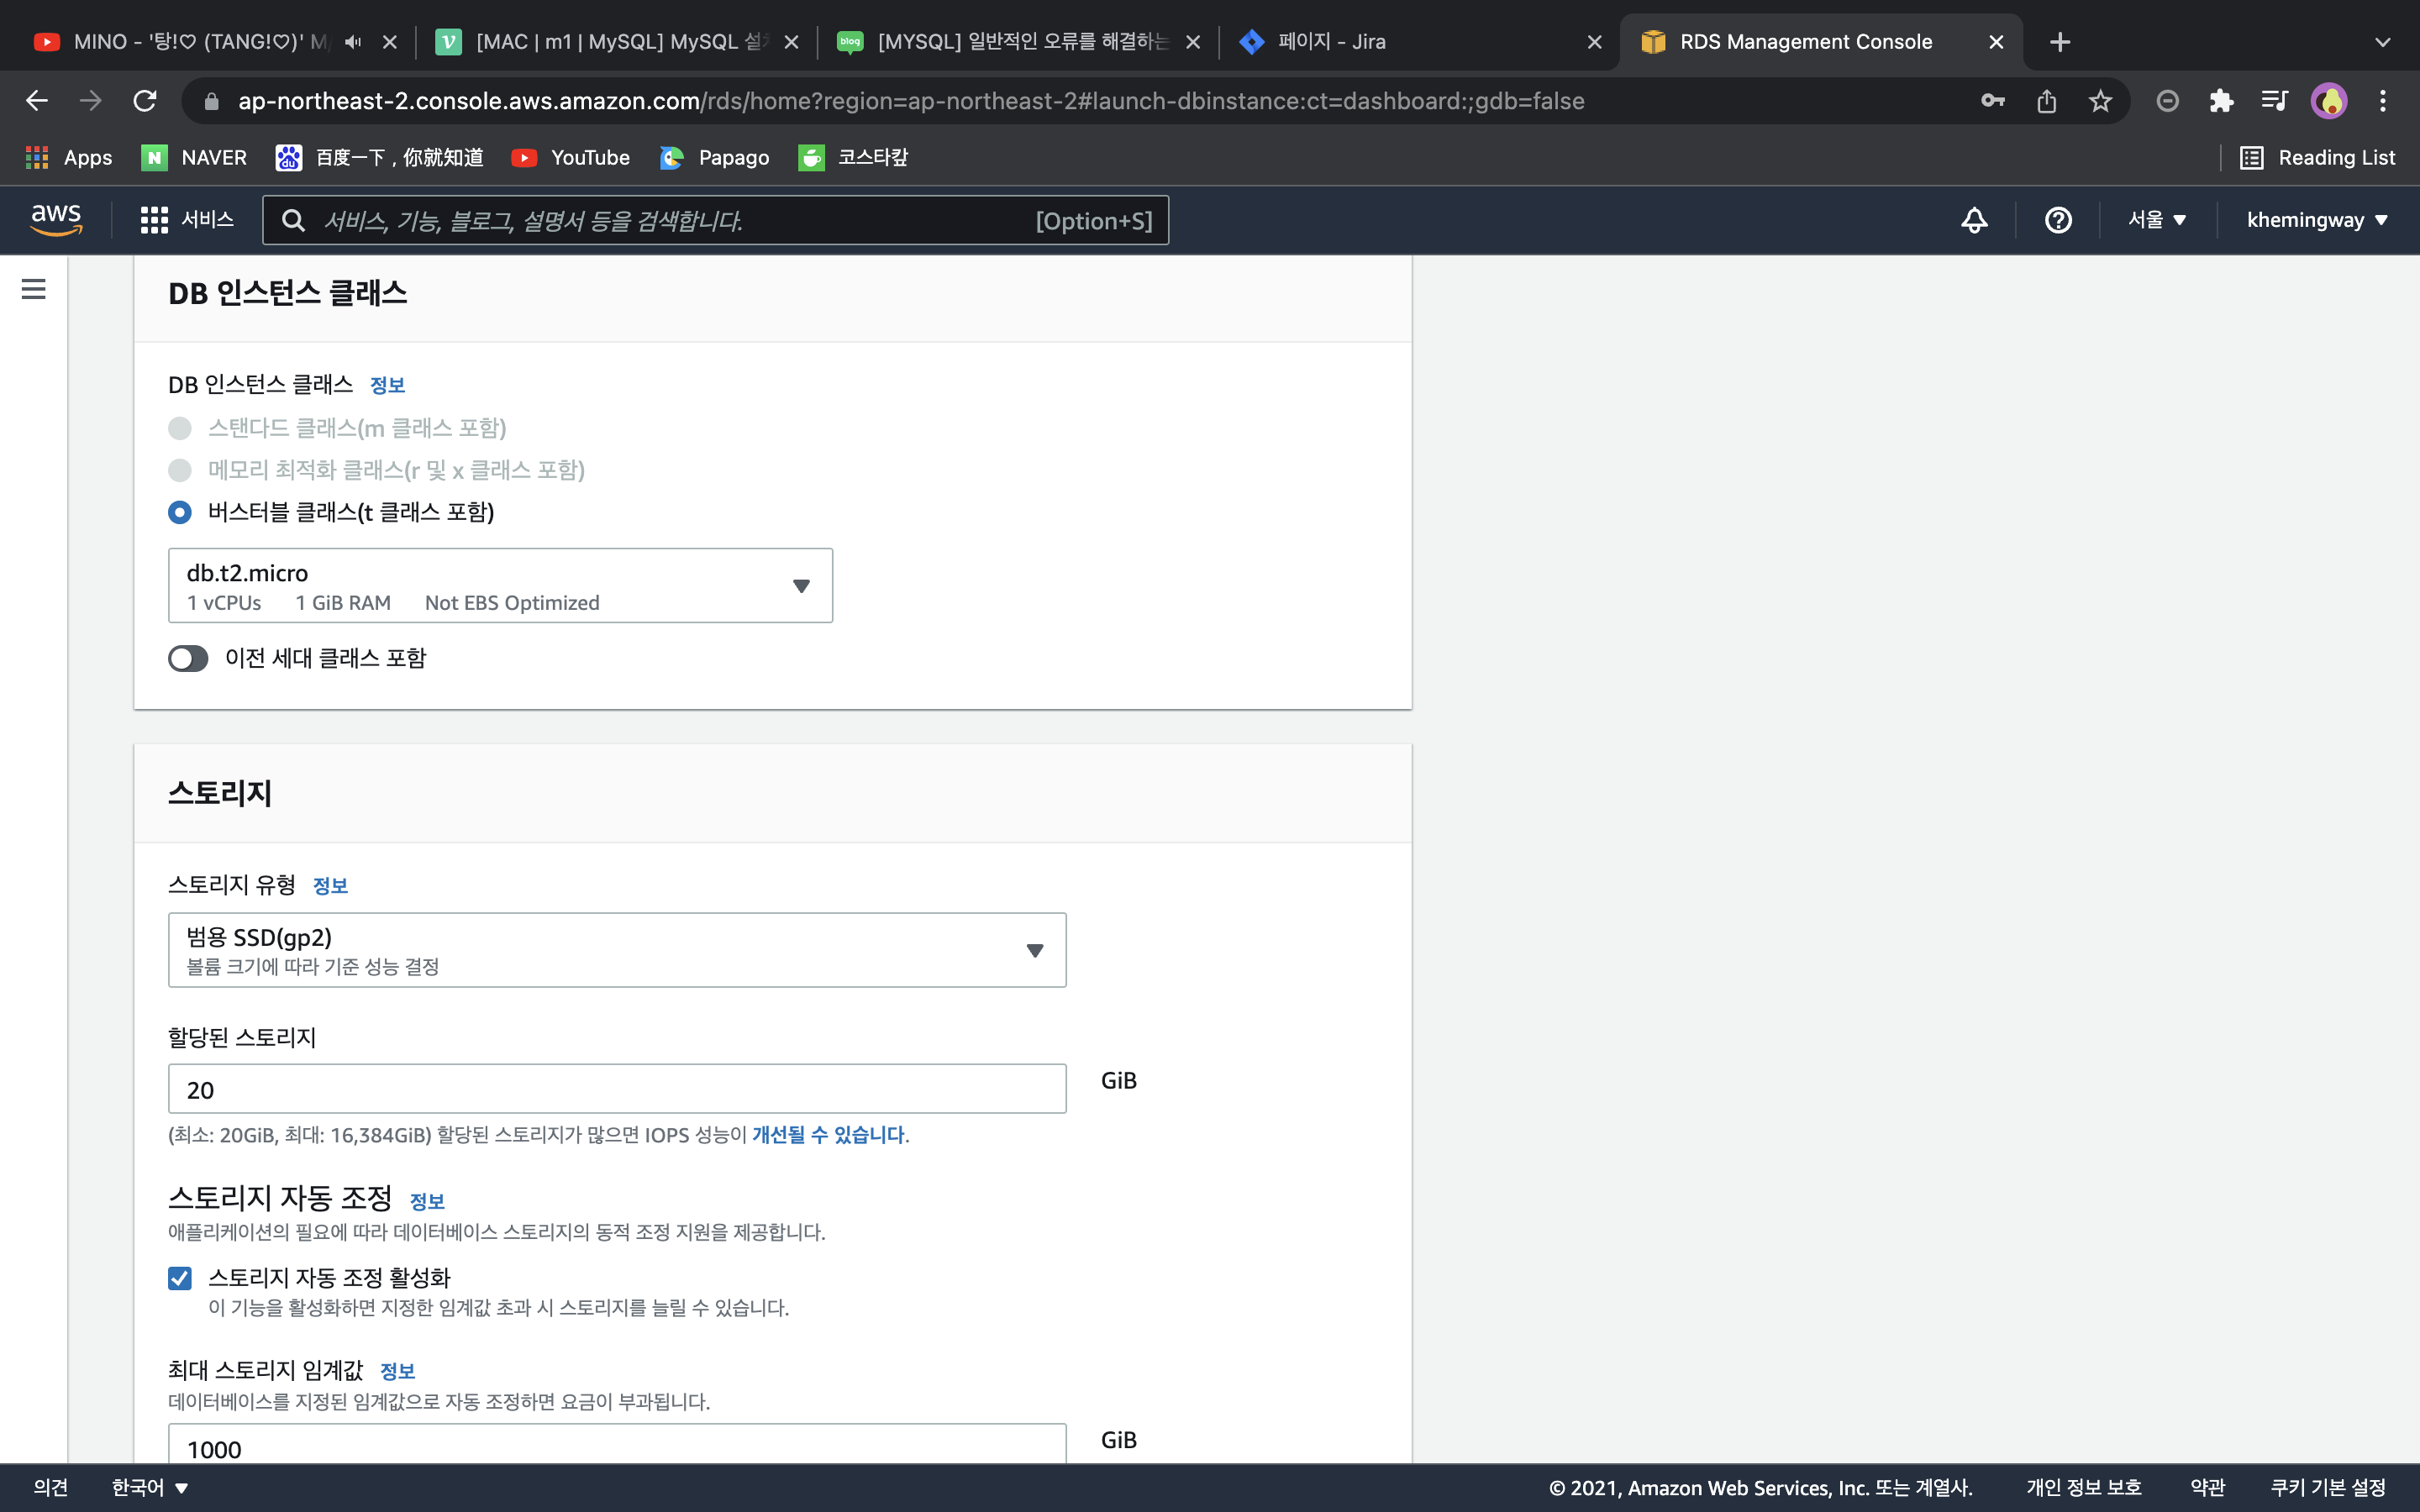 MINO - '탕!♡ (TANG!♡)' M
[MAC | m1 | MySQL] MySQL 설
[MYSQL] 일반적인 오류를 해결하는
페이지 - Jira
RDS Management Console
ap-northeast-2.console.aws.amazon.com/rds/home?region=ap-northeast-2#launch-dbinstance:ct=dashboard:;gdb=false
Apps
NAVER
百度一下，你就知道
YouTube
Papago
코스타캎
Reading List
aws
서비스
서비스, 기능, 블로그, 설명서 등을 검색합니다.
[Option+S]
서울
khemingway
DB 인스턴스 클래스
DB 인스턴스 클래스 정보
스탠다드 클래스(m 클래스 포함)
메모리 최적화 클래스(r 및 x 클래스 포함)
버스터블 클래스(t 클래스 포함)
db.t2.micro
1 vCPUs 1 GiB RAM Not EBS Optimized
이전 세대 클래스 포함
스토리지
스토리지 유형 정보
범용 SSD(gp2)
볼륨 크기에 따라 기준 성능 결정
할당된 스토리지
20
GiB
(최소: 20GiB, 최대: 16,384GiB) 할당된 스토리지가 많으면 IOPS 성능이 개선될 수 있습니다.
스토리지 자동 조정 정보
애플리케이션의 필요에 따라 데이터베이스 스토리지의 동적 조정 지원을 제공합니다.
스토리지 자동 조정 활성화
이 기능을 활성화하면 지정한 임계값 초과 시 스토리지를 늘릴 수 있습니다.
최대 스토리지 임계값 정보
데이터베이스를 지정된 임계값으로 자동 조정하면 요금이 부과됩니다.
1000
GiB
의견
한국어
© 2021, Amazon Web Services, Inc. 또는 계열사.
개인 정보 보호
약관
쿠키 기본 설정